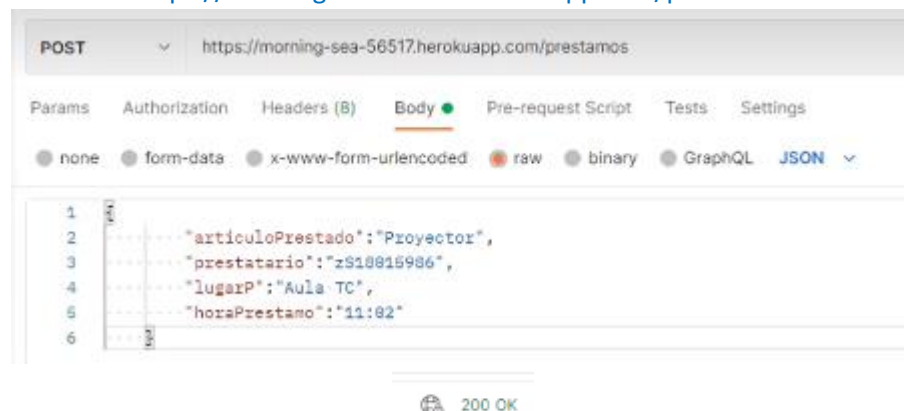 POST https://morning-sea-56517.herokuapp.com/prestamos
Params Authorization Headers (8) Body Pre-request Script Tests Settings
none form-data x-www-form-urlencoded raw binary GraphQL JSON
1 {
2 "articuloPrestado":"Proyector",
3 "prestatario":"zS18015986",
4 "lugarP":"Aula TC",
5 "horaPrestamo":"11:02"
6 }
200 OK